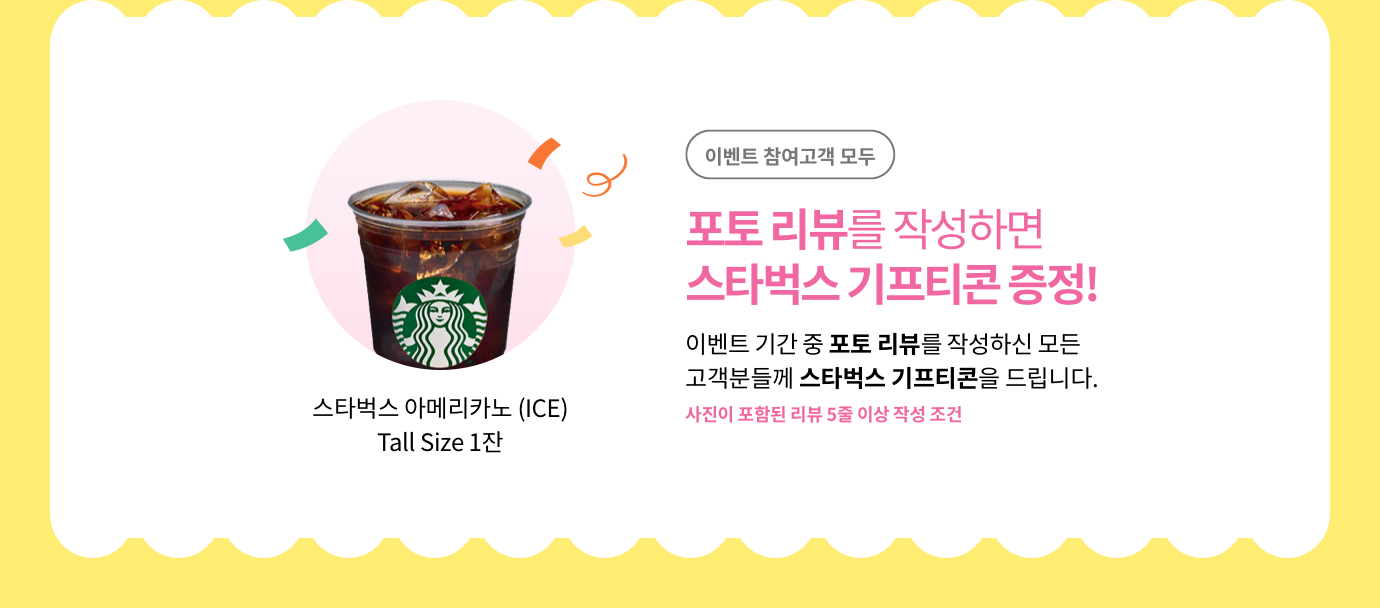 이벤트 참여고객 모두
포토 리뷰를 작성하면
스타벅스 기프티콘 증정!
이벤트 기간 중 포토 리뷰를 작성하신 모든
고객분들께 스타벅스 기프티콘을 드립니다.
사진이 포함된 리뷰 5줄 이상 작성 조건
스타벅스 아메리카노 (ICE)
Tall Size 1잔